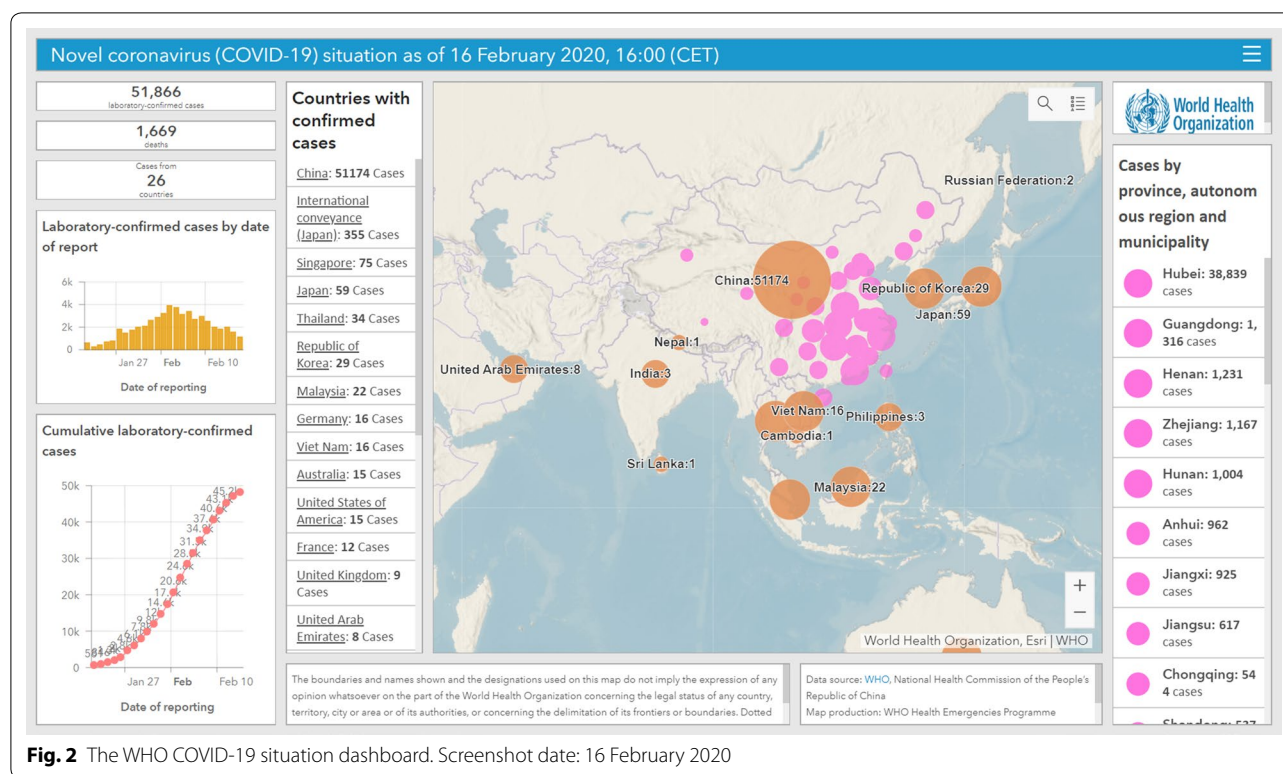 Novel coronavirus (COVID-19) situation as of 16 February 2020, 16:00 (CET)
51,866
laboratory-confirmed cases
1,669
deaths
Cases from
26
countries
Laboratory-confirmed cases by date
of report
6k
4k
2k
0
Jan 27
Feb
Feb 10
Date of reporting
Cumulative laboratory-confirmed
cases
50k
40k
30k
20k
10k
0
45.2k
Jan 27
Feb
Feb 10
Date of reporting
Countries with
confirmed
cases
China: 51174 Cases
International
conveyance
(Japan): 355 Cases
Singapore: 75 Cases
Japan: 59 Cases
Thailand: 34 Cases
Republic of
Korea: 29 Cases
Malaysia: 22 Cases
Germany: 16 Cases
Viet Nam: 16 Cases
Australia: 15 Cases
United States of
America: 15 Cases
France: 12 Cases
United Kingdom: 9
Cases
United Arab
Emirates: 8 Cases
Russian Federation:2
China:51174
Republic of Korea:29
Japan:59
Nepal:1
United Arab Emirates:8
India:3
Viet Nam:16
Philippines:3
Cambodia:1
Sri Lanka:1
Malaysia:22
+
−
World Health Organization, Esri | WHO
The boundaries and names shown and the designations used on this map do not imply the expression of any
opinion whatsoever on the part of the World Health Organization concerning the legal status of any country,
territory, city or area or of its authorities, or concerning the delimitation of its frontiers or boundaries. Dotted
Data source: WHO, National Health Commission of the People's
Republic of China
Map production: WHO Health Emergencies Programme
World Health
Organization
Cases by
province, autonom
ous region and
municipality
Hubei: 38,839
cases
Guangdong: 1,
316 cases
Henan: 1,231
cases
Zhejiang: 1,167
cases
Hunan: 1,004
cases
Anhui: 962
cases
Jiangxi: 925
cases
Jiangsu: 617
cases
Chongqing: 54
4 cases
Shandong: 537
Fig. 2 The WHO COVID-19 situation dashboard. Screenshot date: 16 February 2020